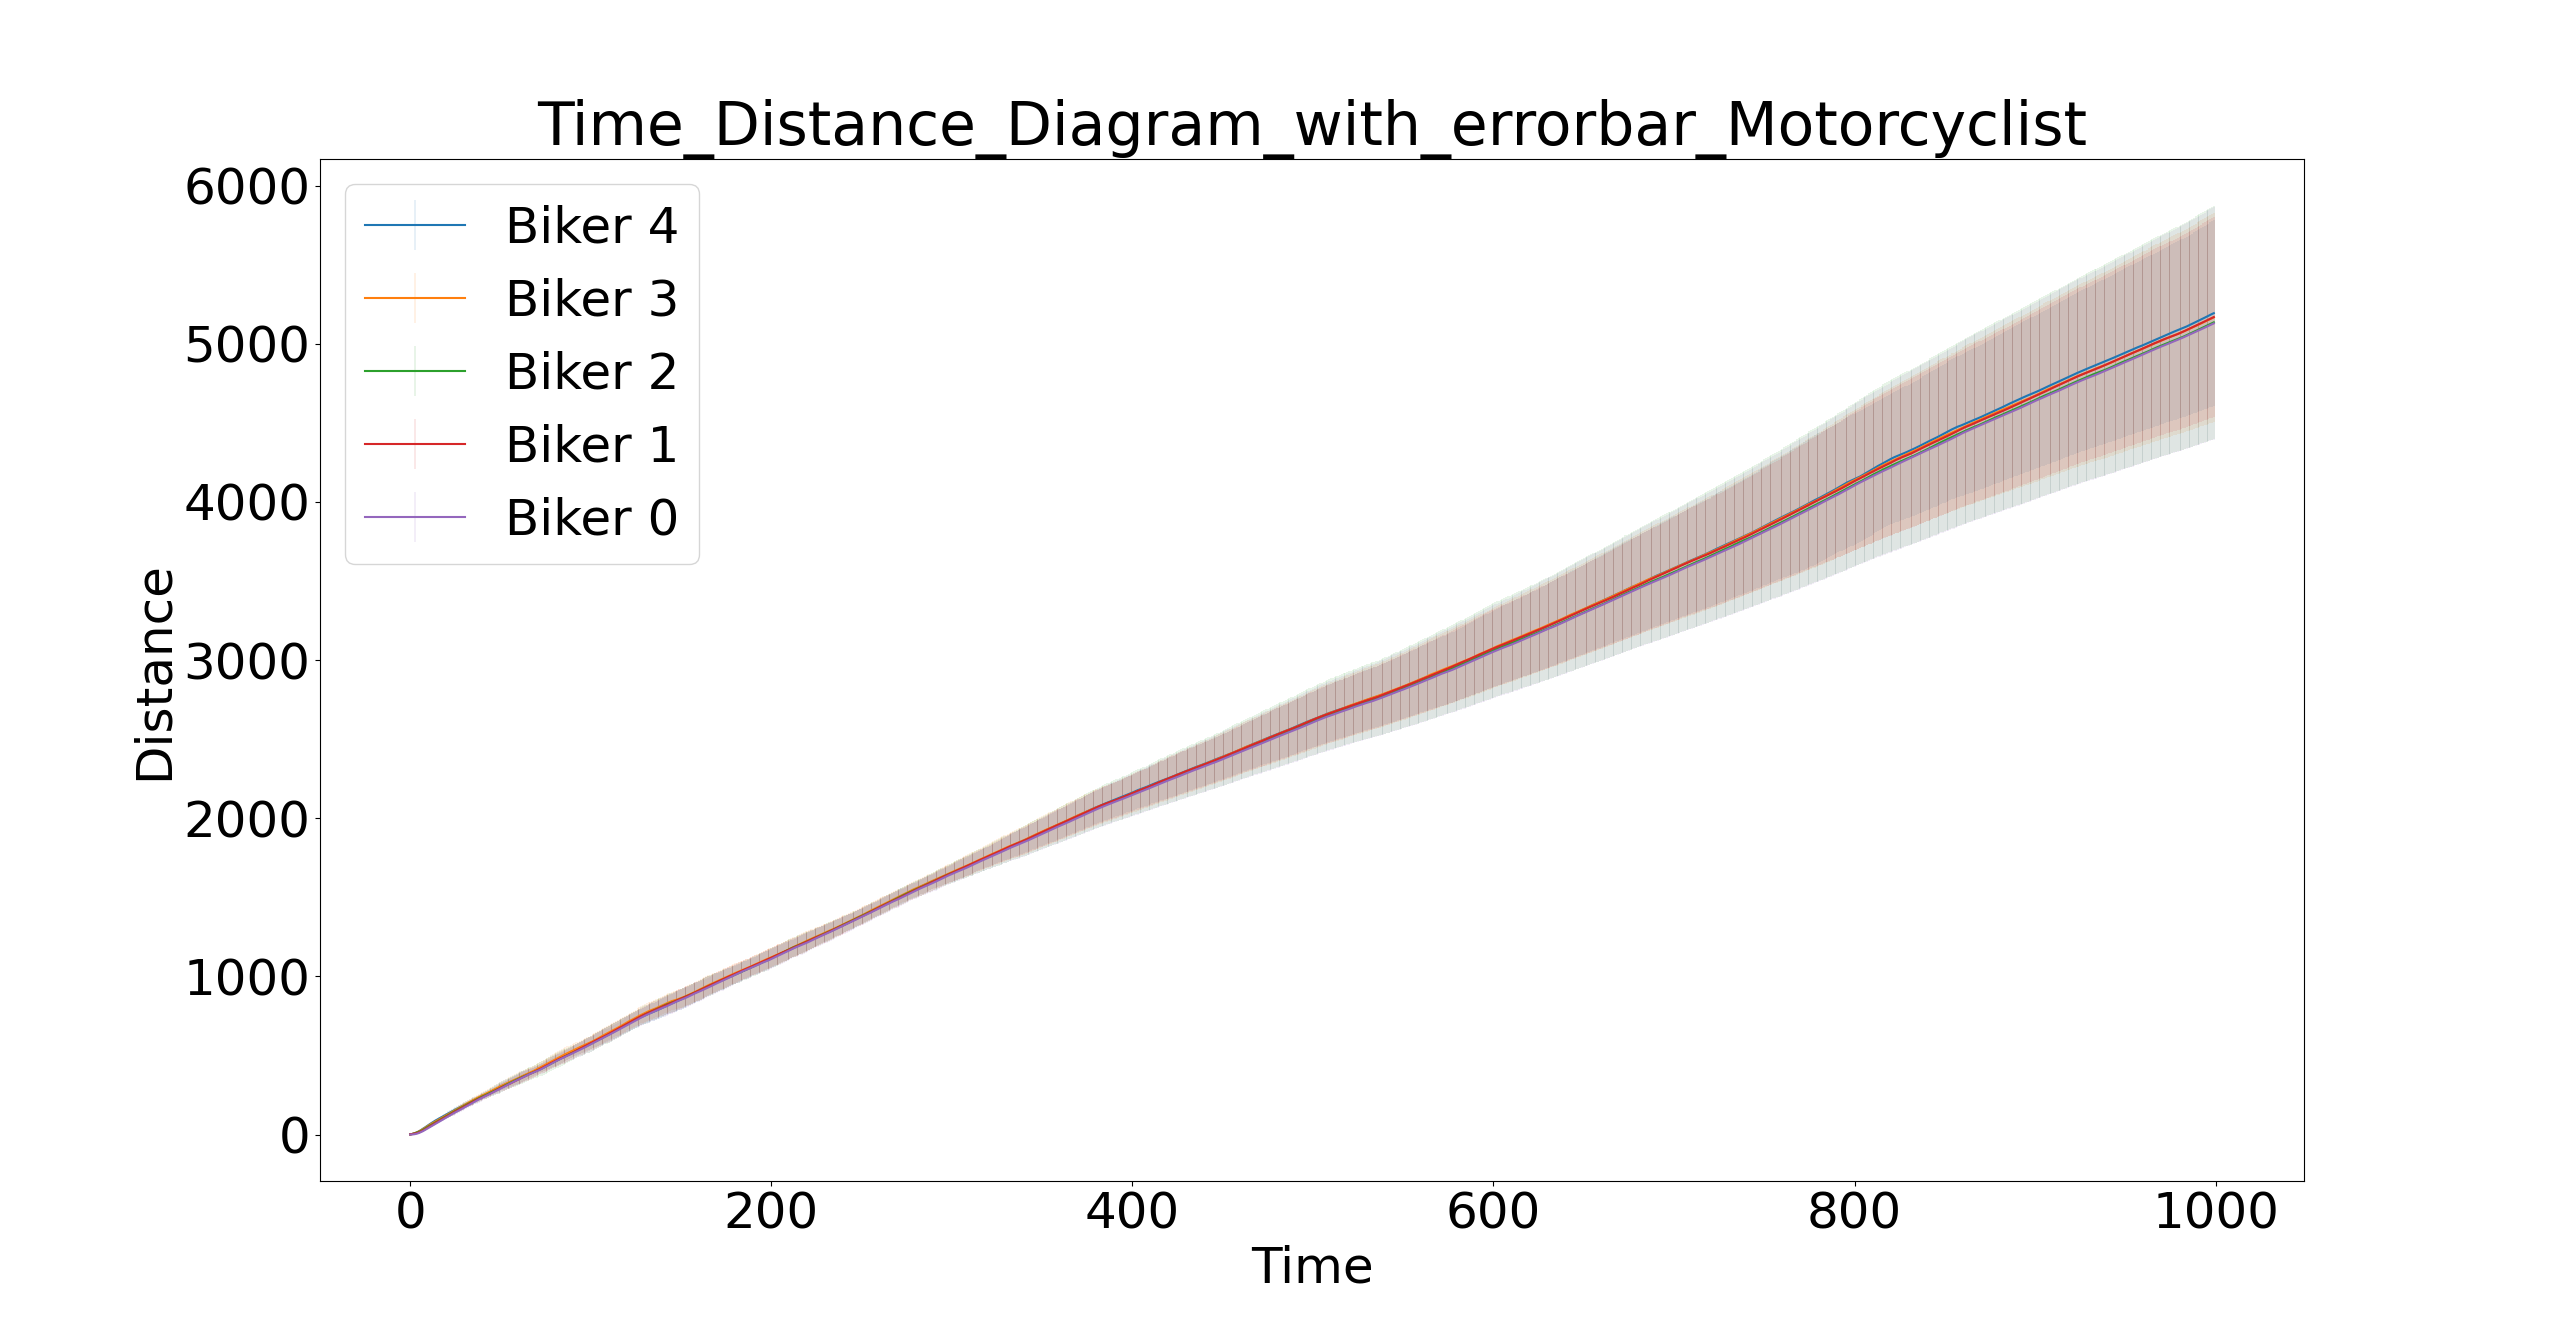 Time_Distance_Diagram_with_errorbar_Motorcyclist
6000
5000
4000
3000
2000
1000
0
Distance
Biker 4
Biker 3
Biker 2
Biker 1
Biker 0
0 200 400 600 800 1000
Time